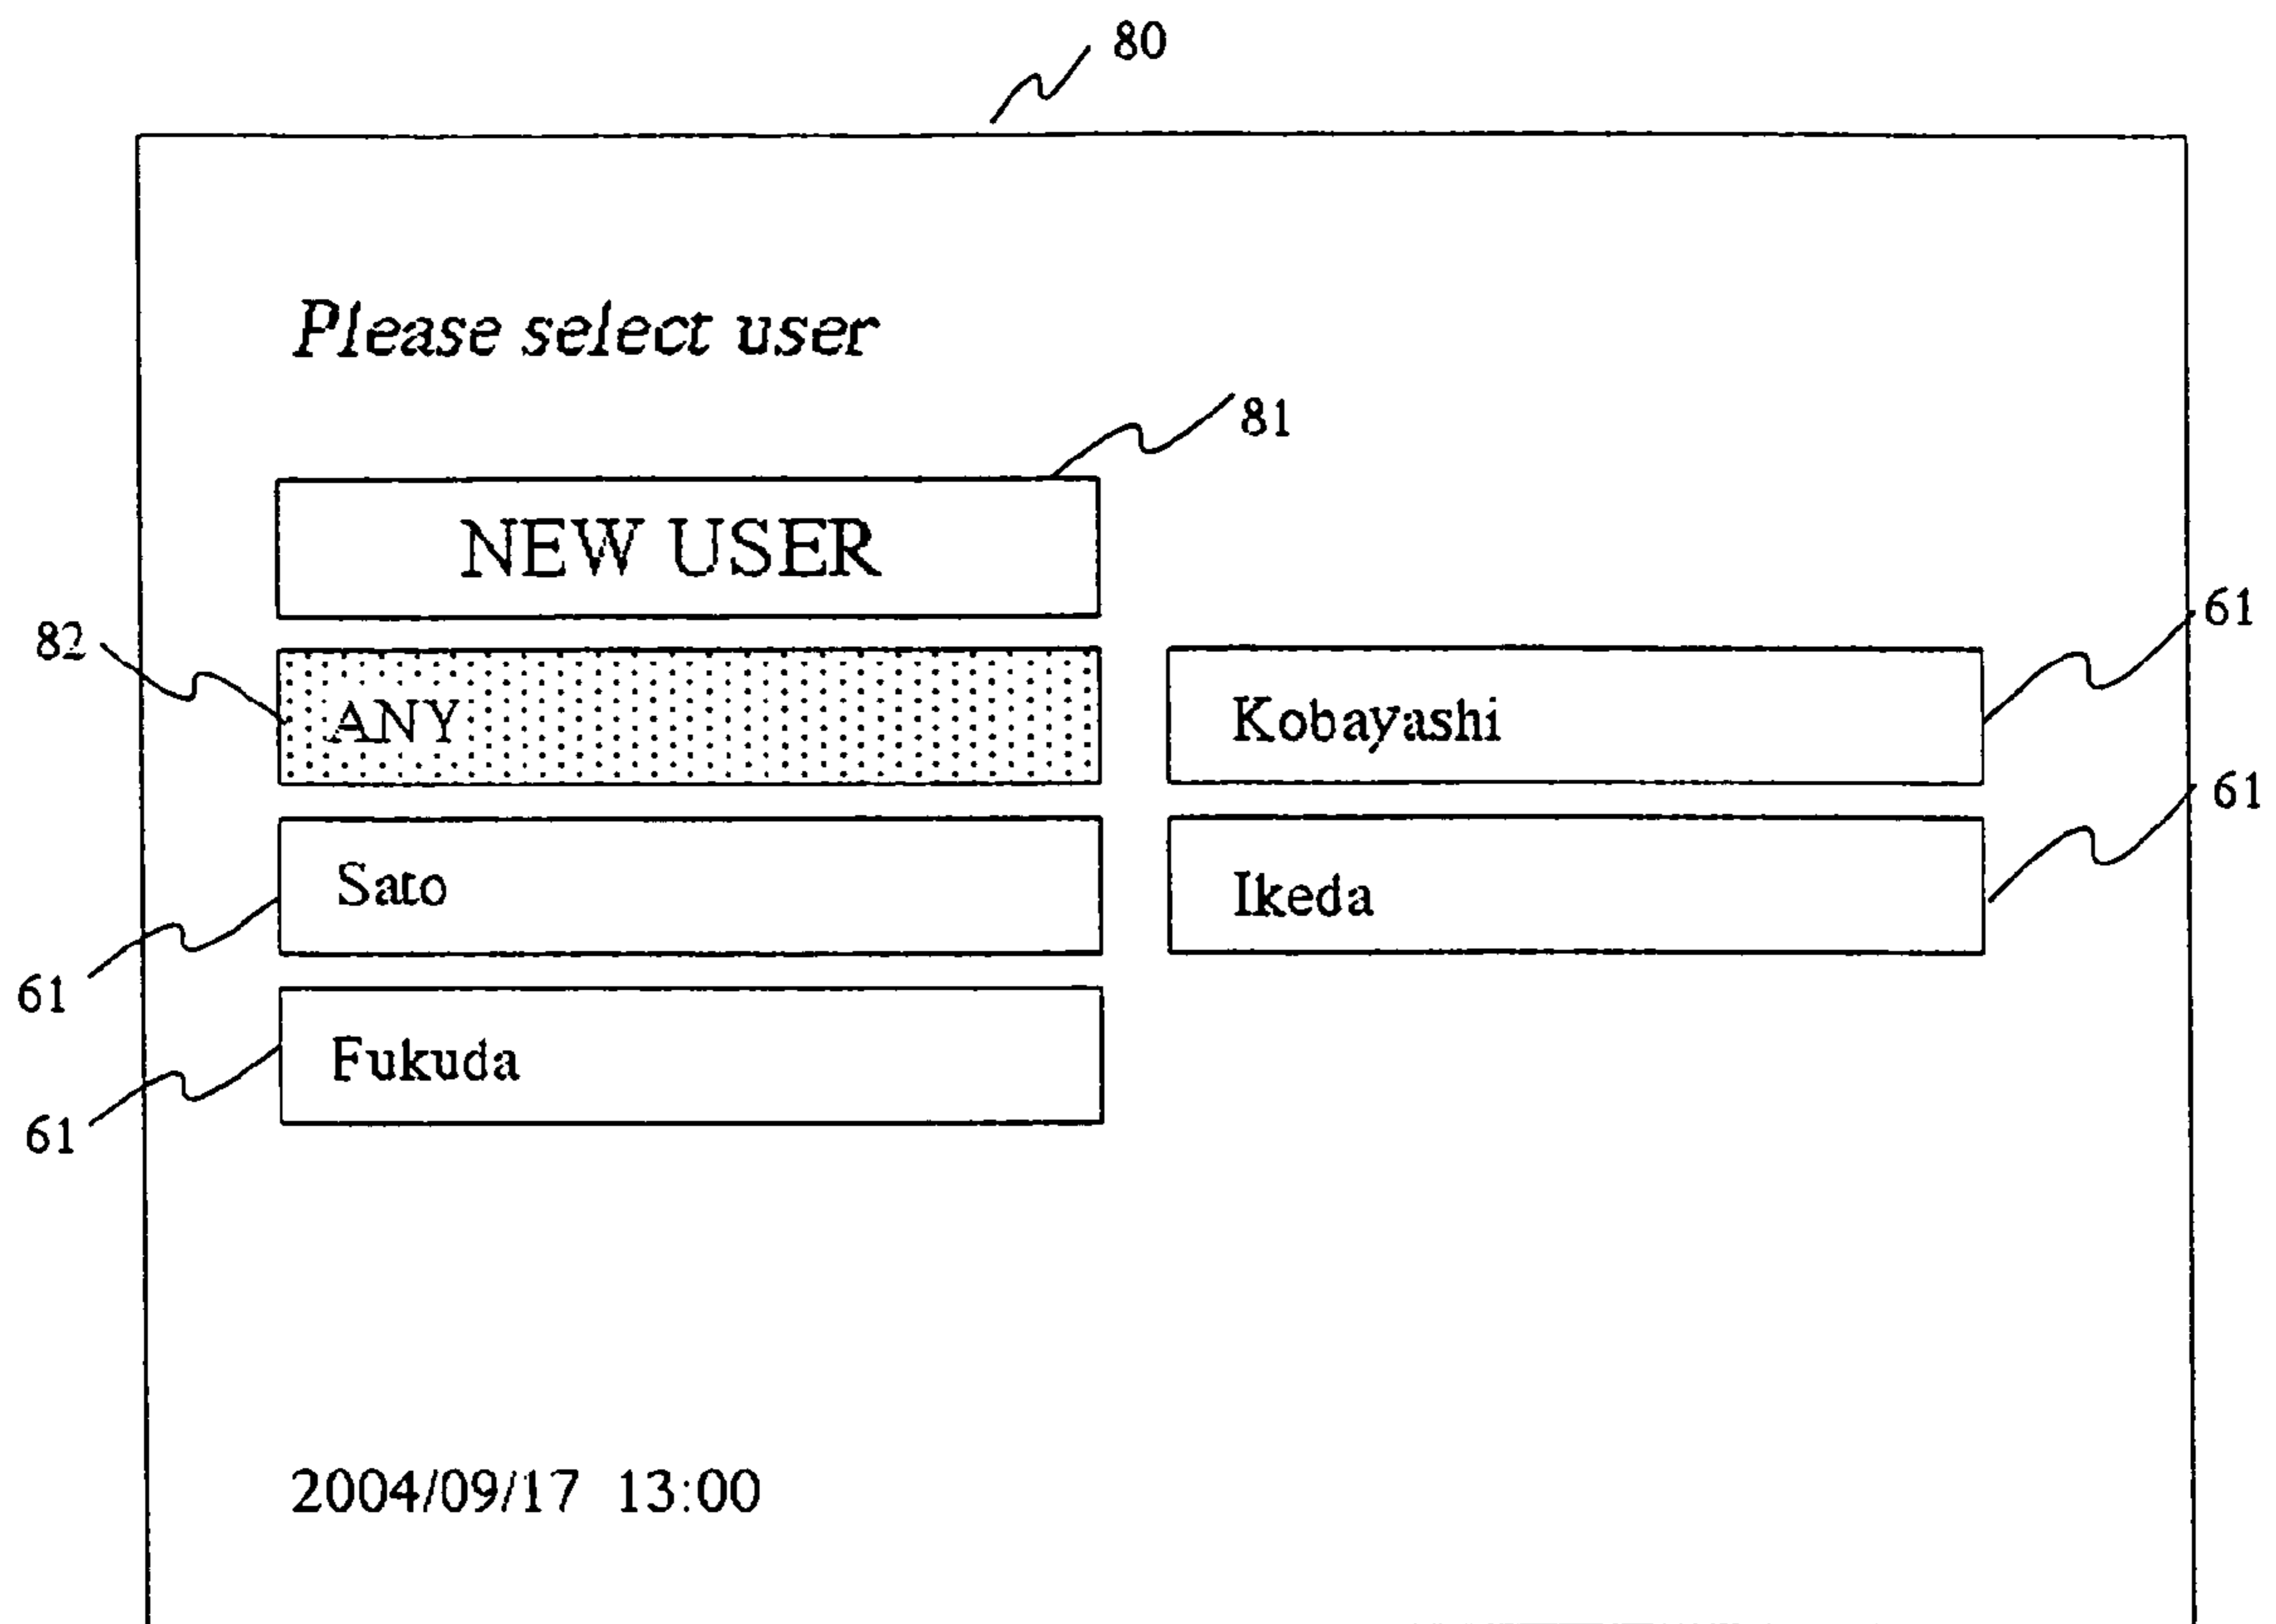 80
Please select user
81
NEW USER
82
ANY
Kobayashi
61
Sato
Ikeda
61
61
Fukuda
61
2004/09/17 13:00